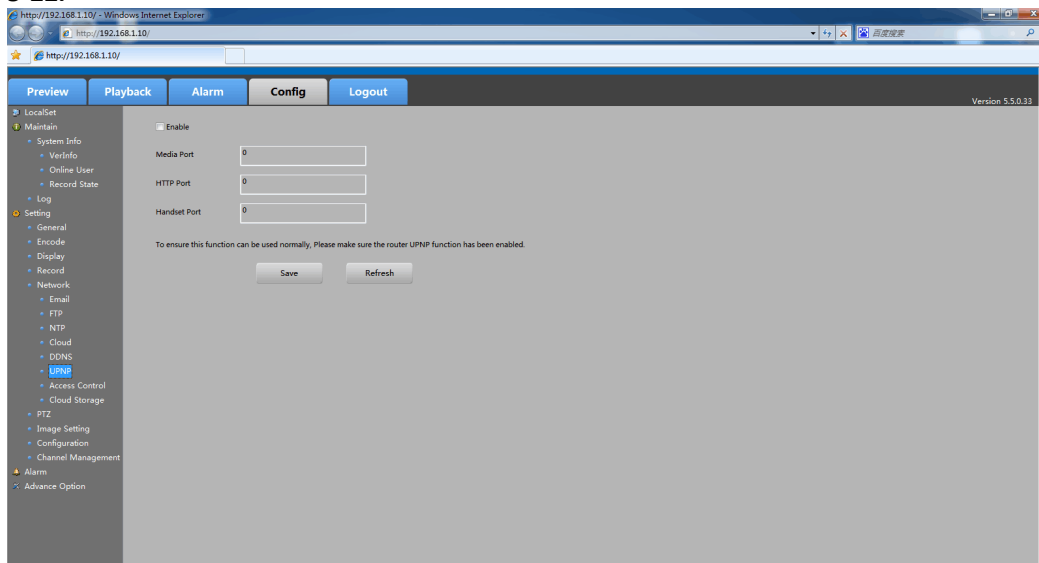 http://192.168.1.10/ - Windows Internet Explorer
http://192.168.1.10/
百度搜索
http://192.168.1.10/
Preview
Playback
Alarm
Config
Logout
Version 5.5.0.33
LocalSet
Maintain
System Info
VerInfo
Online User
Record State
Log
Setting
General
Encode
Display
Record
Network
Email
FTP
NTP
Cloud
DDNS
UPNP
Access Control
Cloud Storage
PTZ
Image Setting
Configuration
Channel Management
Alarm
Advance Option
Enable
Media Port 0
HTTP Port 0
Handset Port 0
To ensure this function can be used normally, Please make sure the router UPNP function has been enabled.
Save Refresh